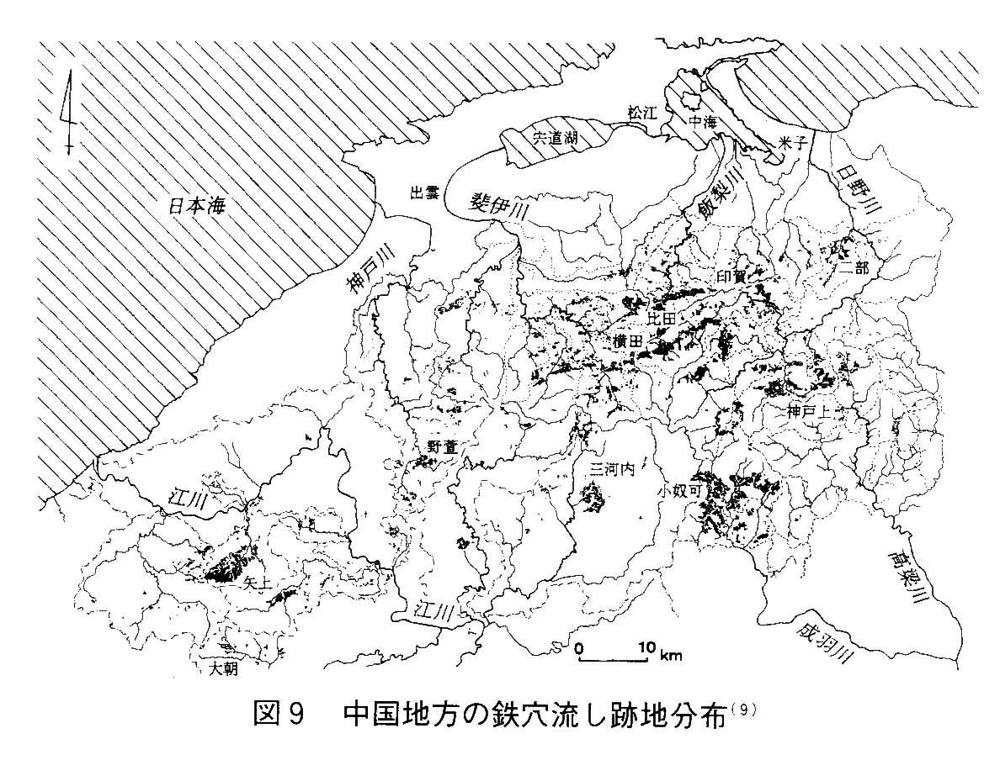 松江
中海
宍道湖
米子
日野川
飯梨川
出雲
斐伊川
日本海
神戸川
二部
印賀
比田
横田
神戸上
野萱
三河内
小奴可
江川
矢上
高梁川
江川
成羽川
大朝
0 10 km
図9 中国地方の鉄穴流し跡地分布(9)